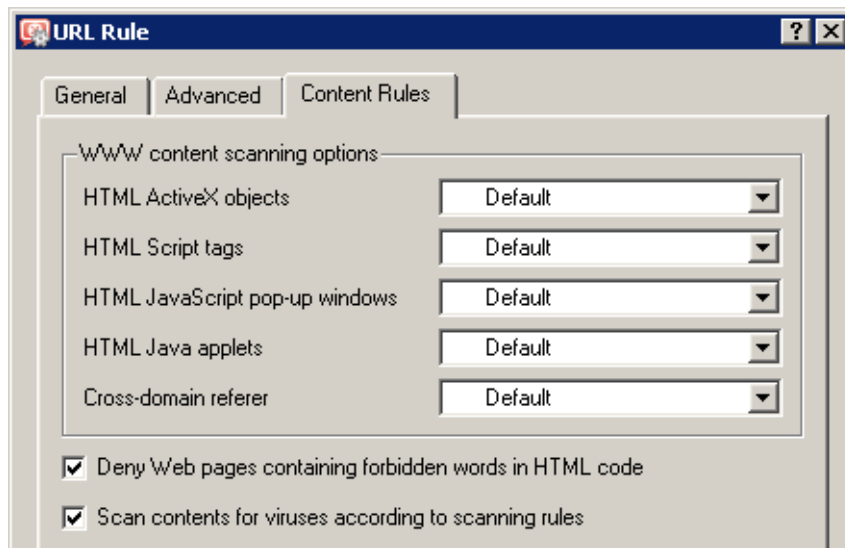 URL Rule
General Advanced Content Rules
WWW content scanning options
HTML ActiveX objects Default
HTML Script tags Default
HTML JavaScript pop-up windows Default
HTML Java applets Default
Cross-domain referer Default
Deny Web pages containing forbidden words in HTML code
Scan contents for viruses according to scanning rules